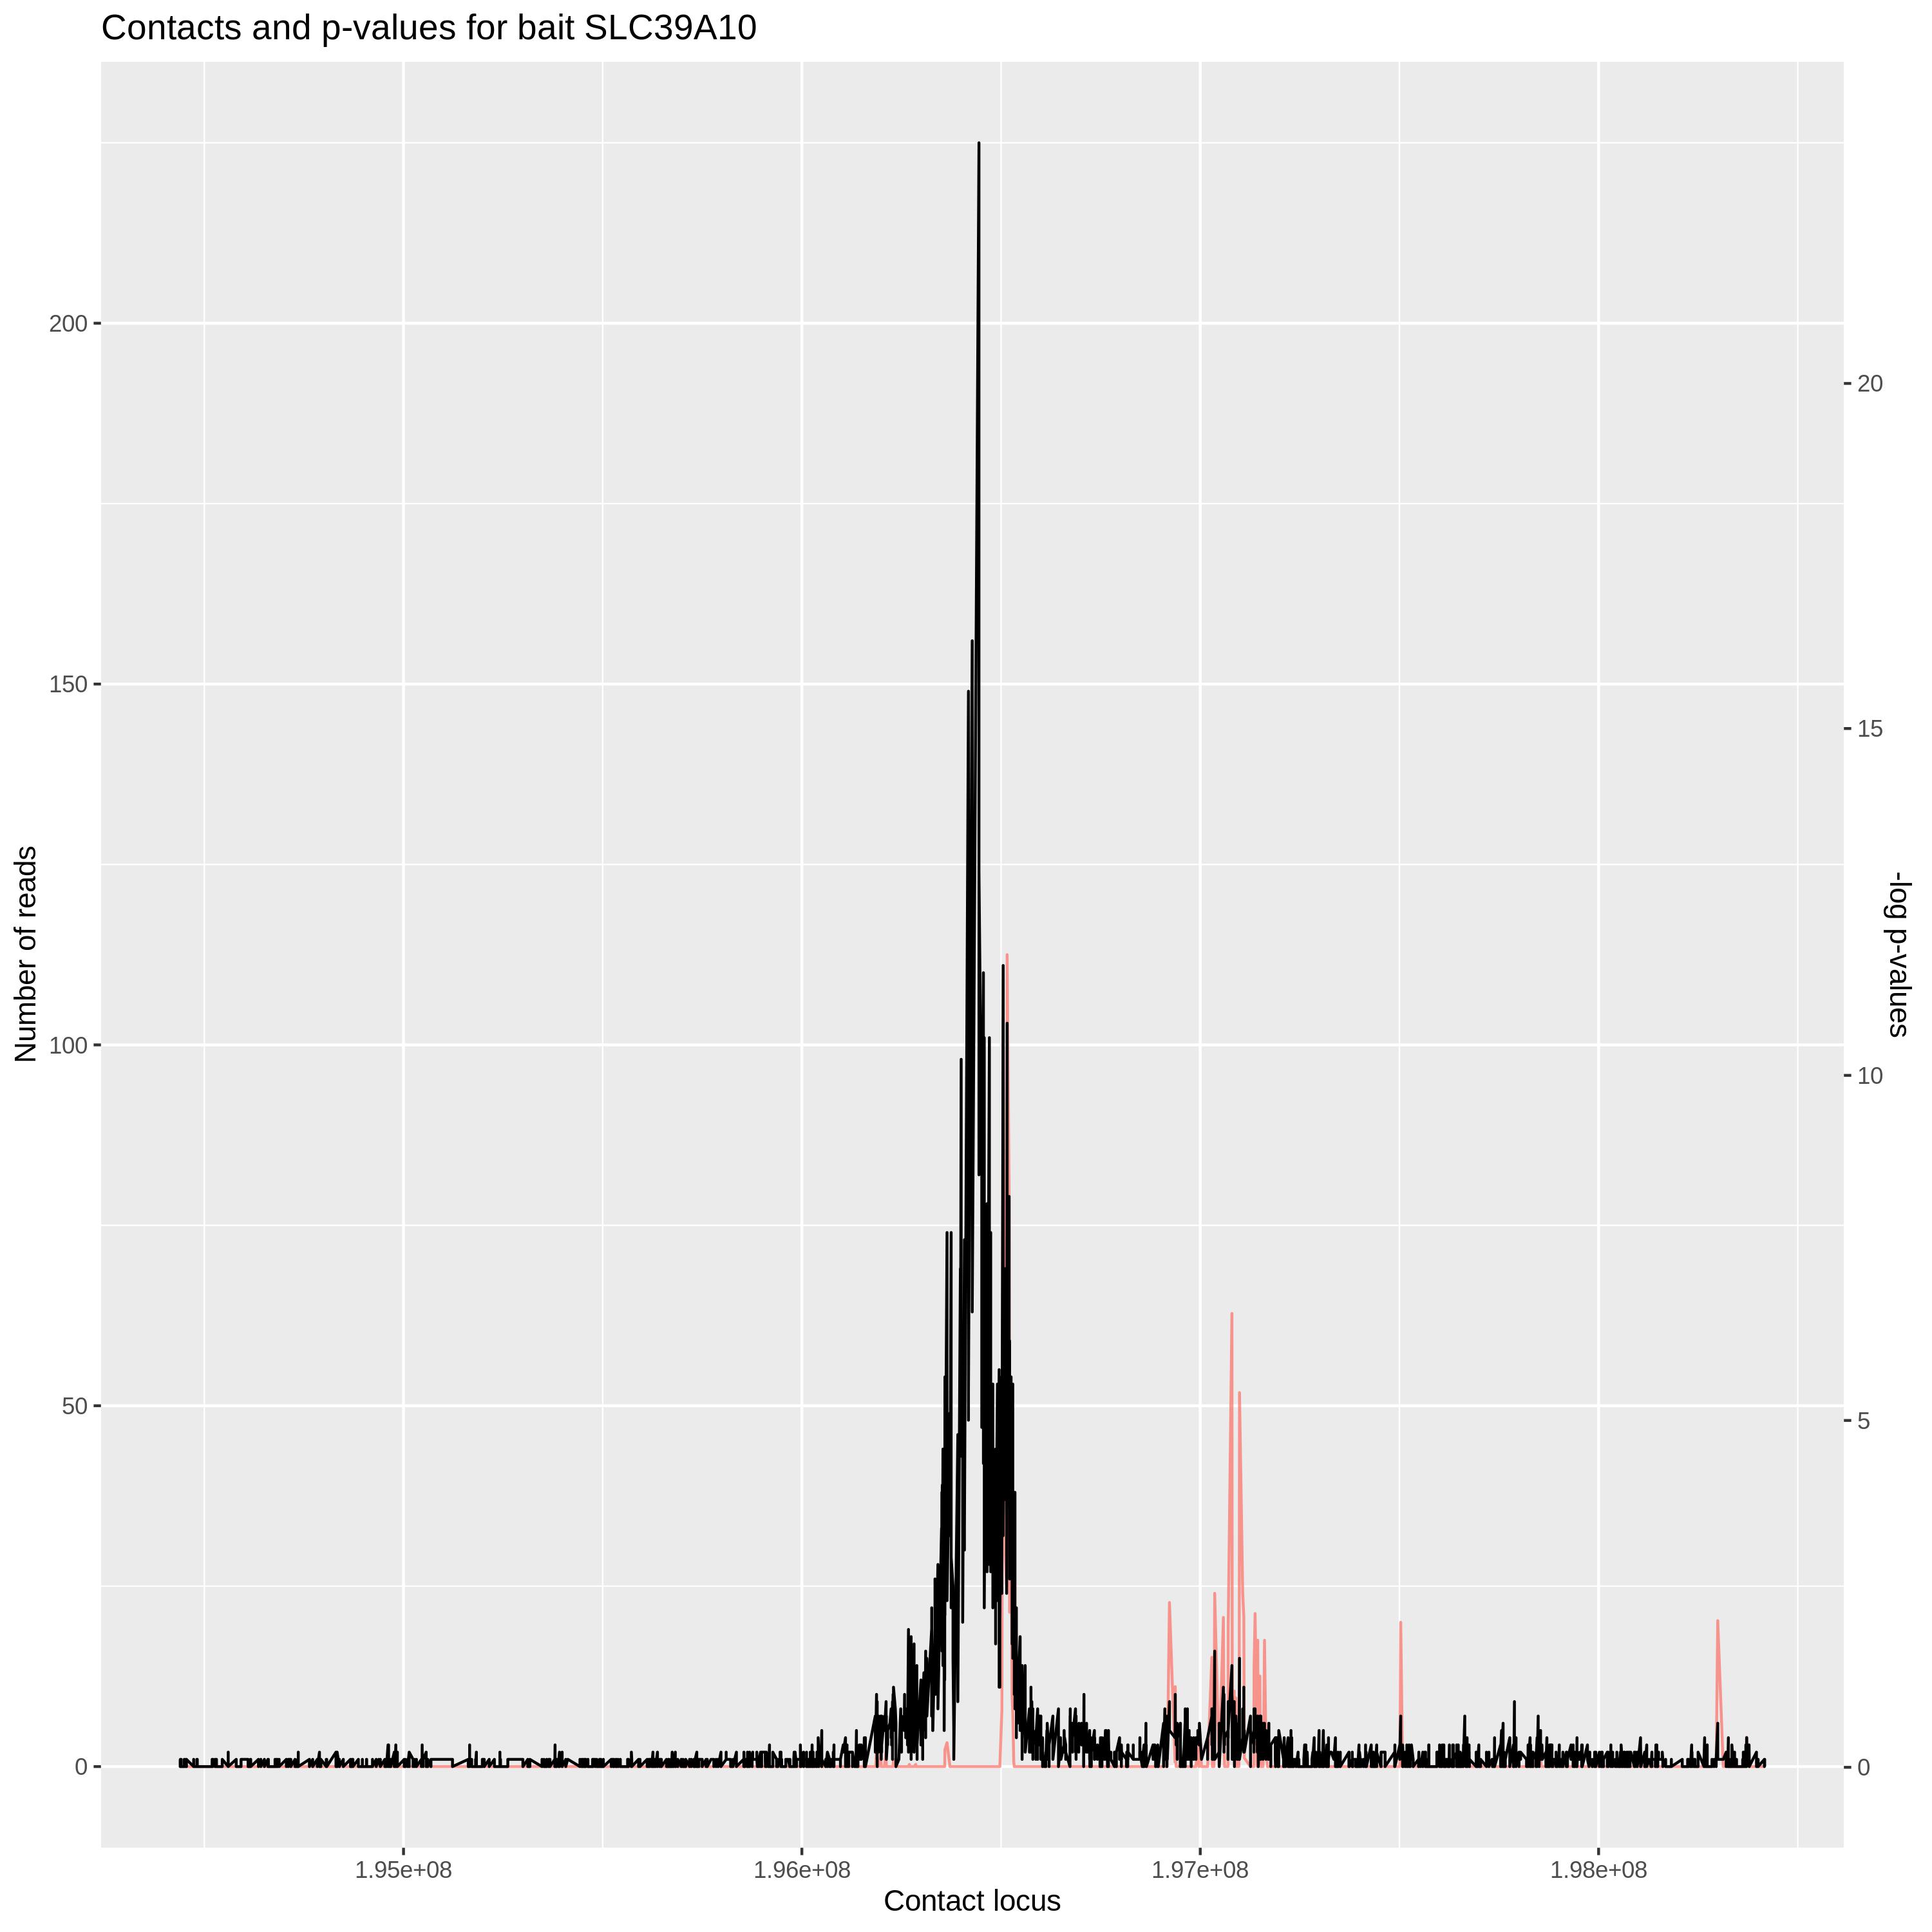 Contacts and p-values for bait SLC39A10
Number of reads
200
150
100
50
0
20
15
10
5
0
-log p-values
1.95e+08
1.96e+08
1.97e+08
1.98e+08
Contact locus